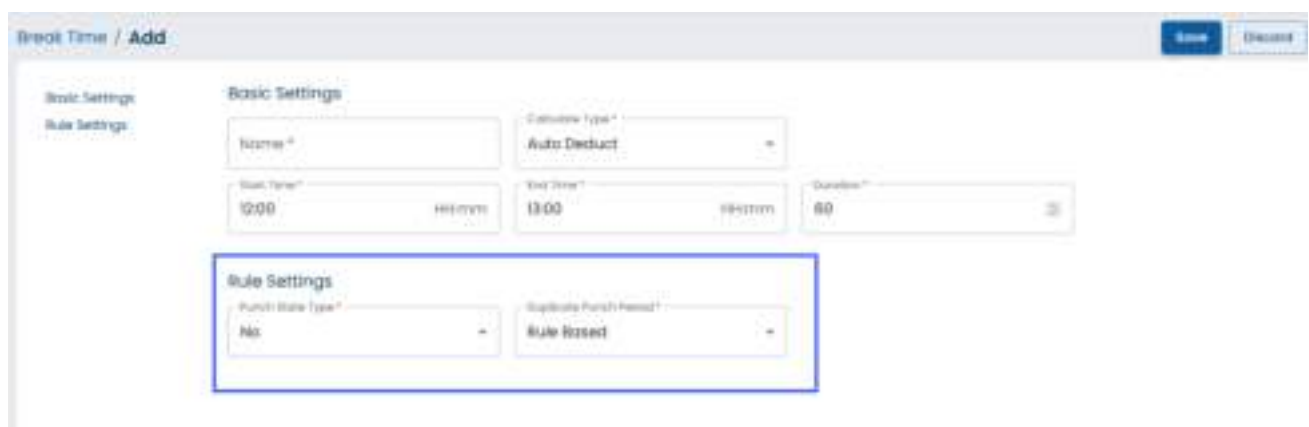 Break Time / Add
Save
Discard
Basic Settings
Rule Settings
Basic Settings
Name *
Calculate Type *
Auto Deduct
Start Time *
12:00 HH:mm
End Time *
13:00 HH:mm
Duration *
60
Rule Settings
Punch State Type *
No
Duplicate Punch Period *
Rule Based